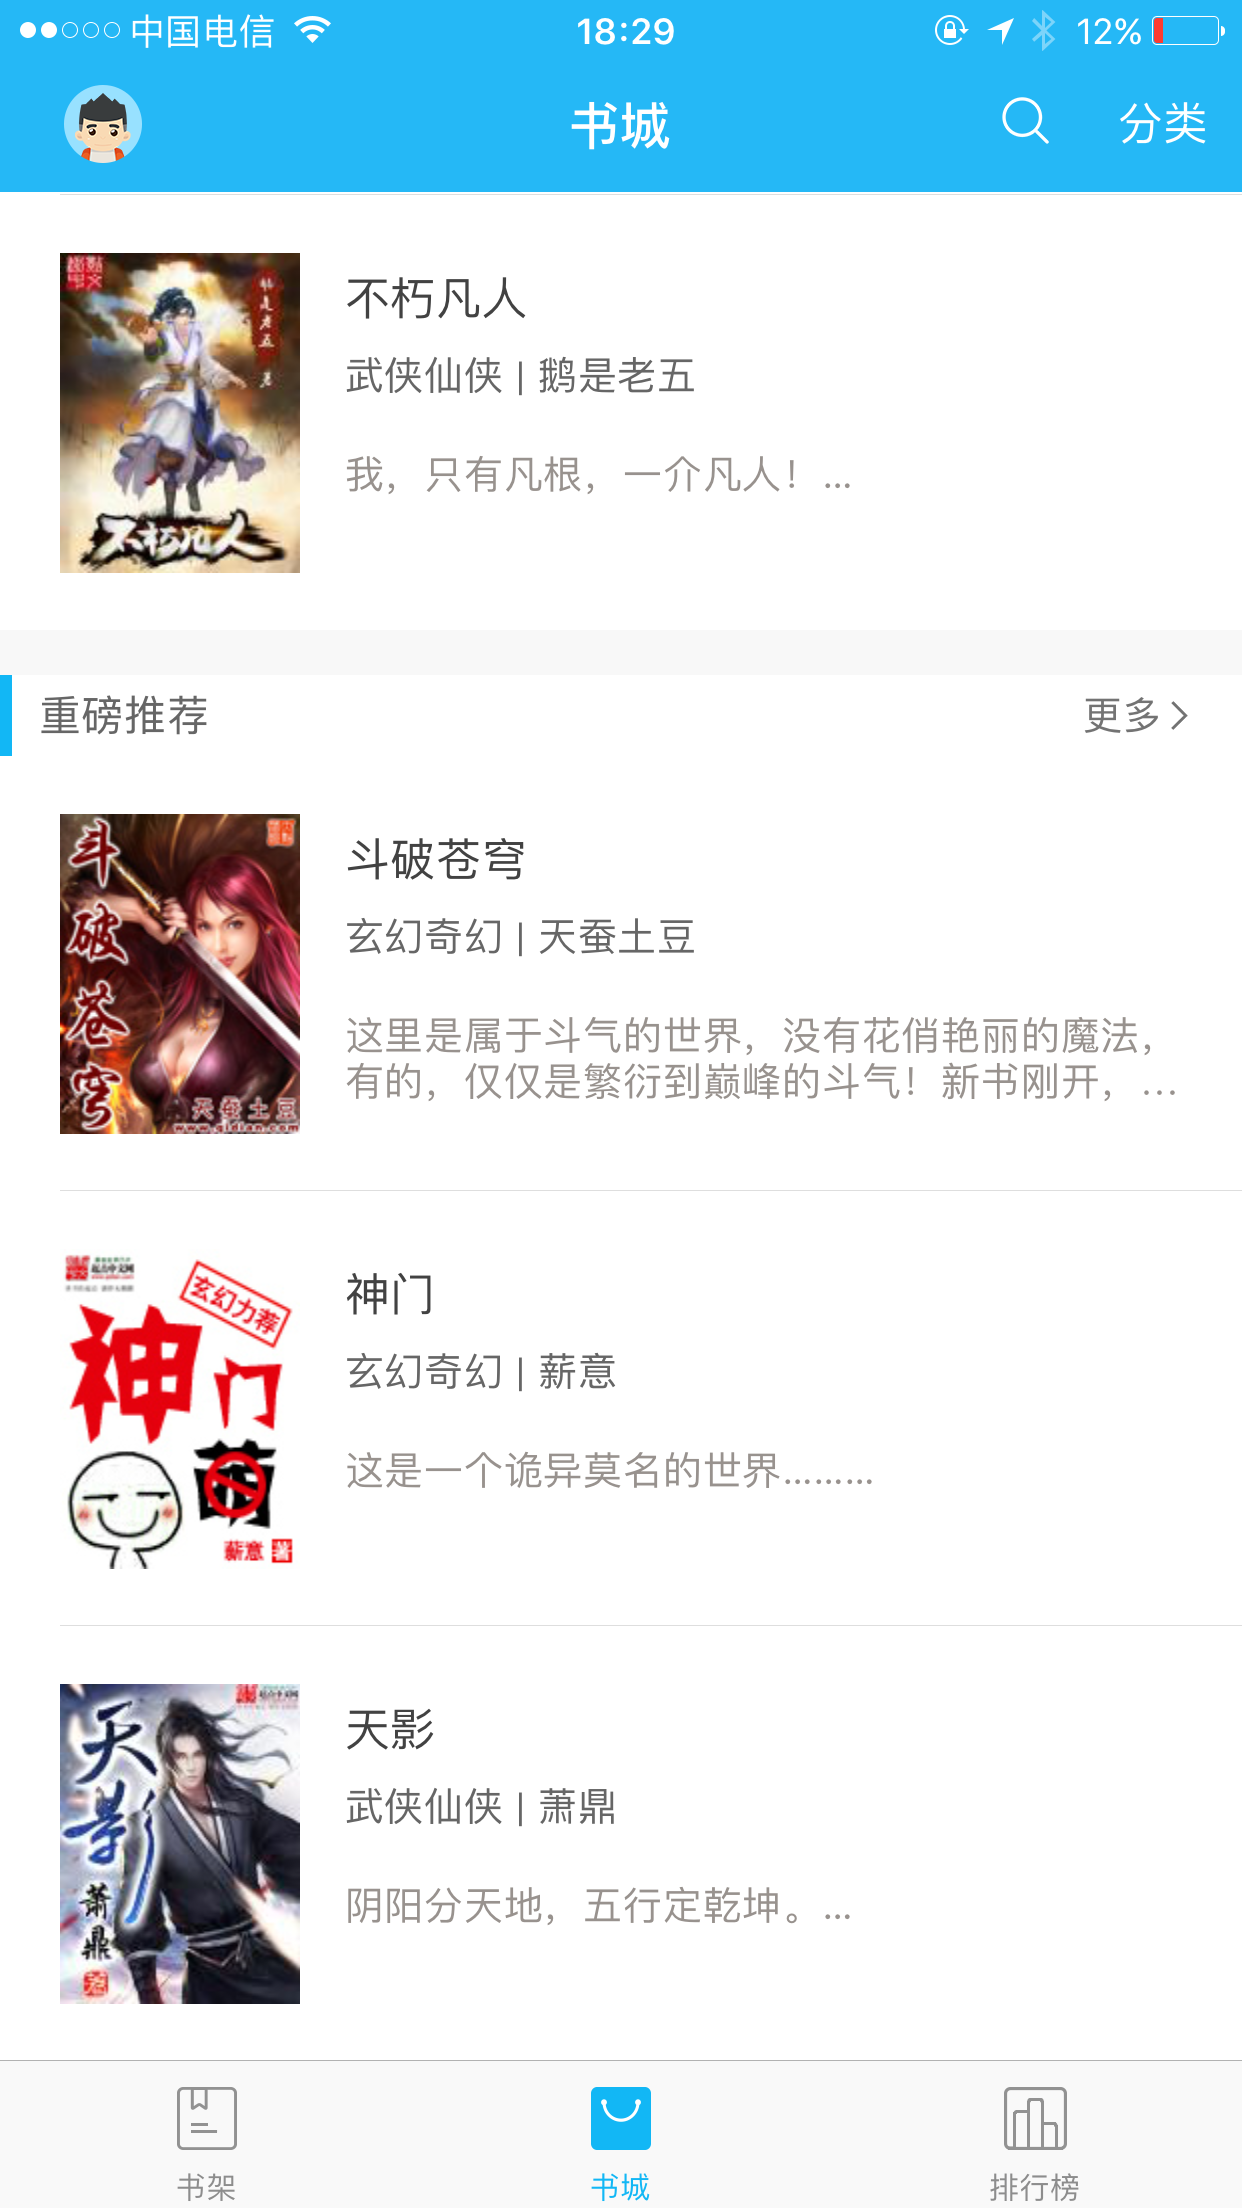 中国电信
18:29
12%
书城
分类
不朽凡人
武侠仙侠 | 鹅是老五
我，只有凡根，一介凡人！...
不朽凡人
重磅推荐
更多
斗破苍穹
天蚕土豆
www.qidian.com
斗破苍穹
玄幻奇幻 | 天蚕土豆
这里是属于斗气的世界，没有花俏艳丽的魔法，
有的，仅仅是繁衍到巅峰的斗气！新书刚开，...
玄幻力荐
神门
萌
薪意 著
神门
玄幻奇幻 | 薪意
这是一个诡异莫名的世界.........
天影
萧鼎
天影
武侠仙侠 | 萧鼎
阴阳分天地，五行定乾坤。...
书架
书城
排行榜